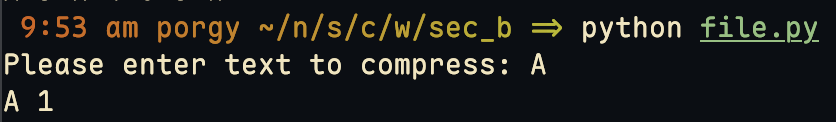 9:53 am porgy ~/n/s/c/w/sec_b => python file.py
Please enter text to compress: A
A 1